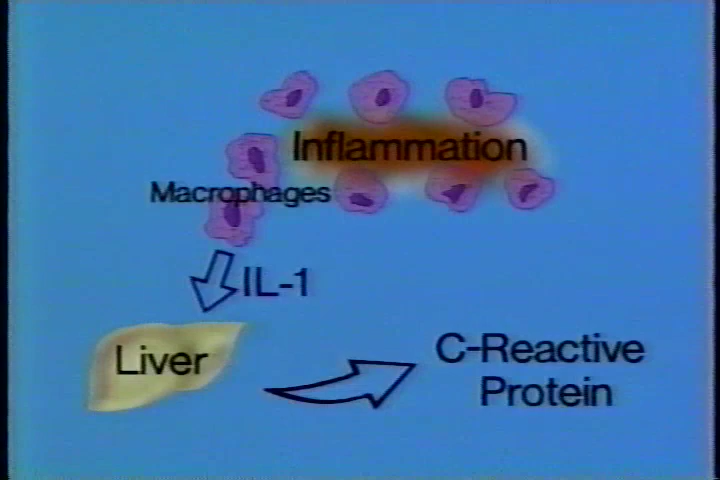 Inflammation
Macrophages
IL-1
Liver
C-Reactive
Protein